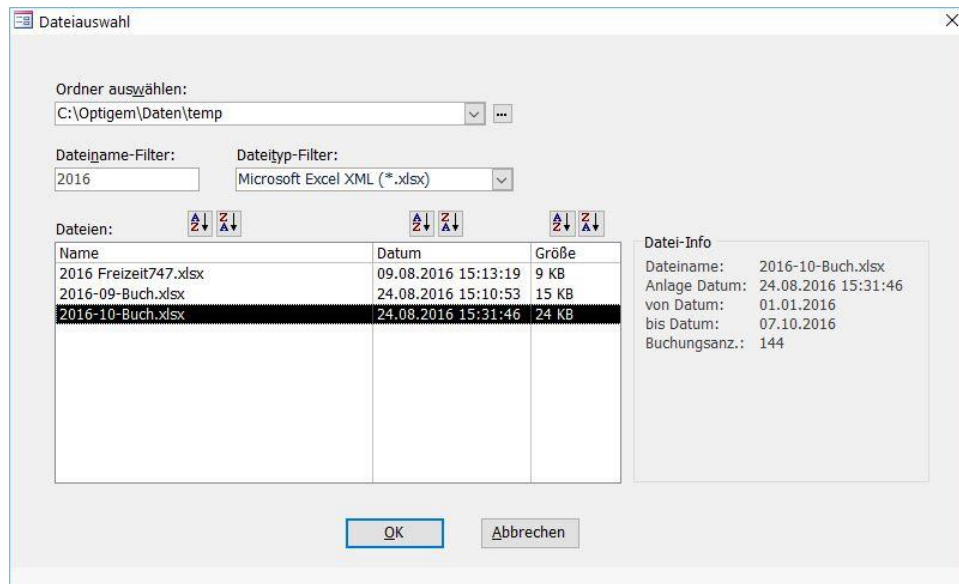 Dateiauswahl
Ordner auswählen:
C:\Optigem\Daten\temp
...
Dateiname-Filter: Dateityp-Filter:
2016 Microsoft Excel XML (*.xlsx)
Dateien: A Z Z A A Z Z A A Z Z A
Name Datum Größe
2016 Freizeit747.xlsx 09.08.2016 15:13:19 9 KB
2016-09-Buch.xlsx 24.08.2016 15:10:53 15 KB
2016-10-Buch.xlsx 24.08.2016 15:31:46 24 KB
Datei-Info
Dateiname: 2016-10-Buch.xlsx
Anlage Datum: 24.08.2016 15:31:46
von Datum: 01.01.2016
bis Datum: 07.10.2016
Buchungsanz.: 144
OK Abbrechen